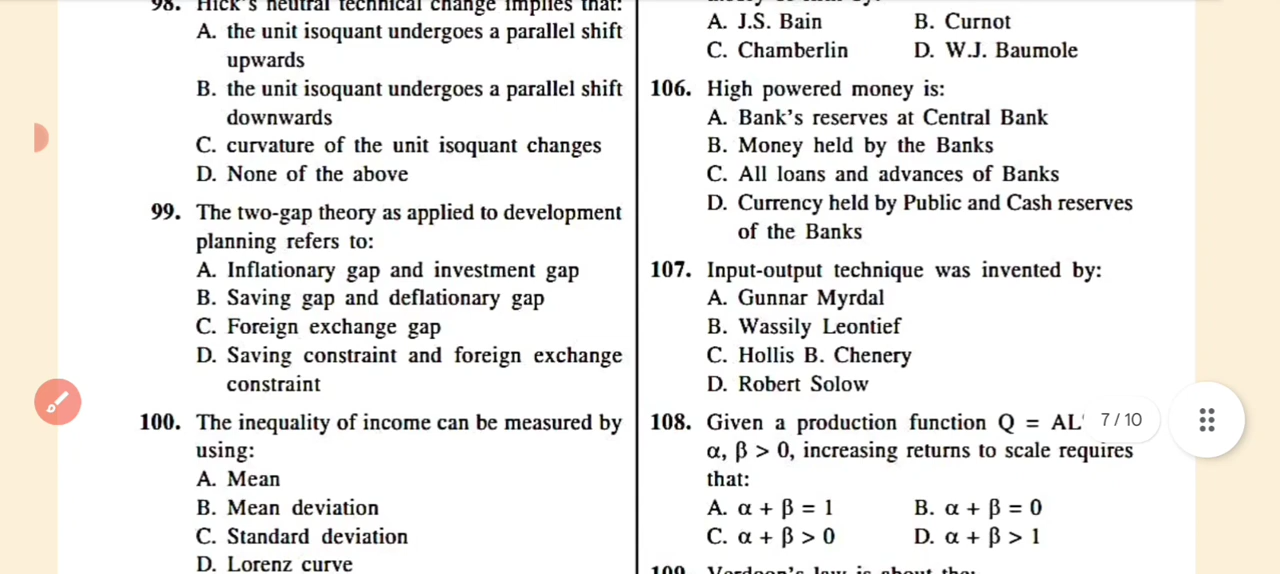 98. Hick's neutral technical change implies that:
A. the unit isoquant undergoes a parallel shift
upwards
B. the unit isoquant undergoes a parallel shift
downwards
C. curvature of the unit isoquant changes
D. None of the above
99. The two-gap theory as applied to development
planning refers to:
A. Inflationary gap and investment gap
B. Saving gap and deflationary gap
C. Foreign exchange gap
D. Saving constraint and foreign exchange
constraint
100. The inequality of income can be measured by
using:
A. Mean
B. Mean deviation
C. Standard deviation
D. Lorenz curve
A. J.S. Bain B. Curnot
C. Chamberlin D. W.J. Baumole
106. High powered money is:
A. Bank's reserves at Central Bank
B. Money held by the Banks
C. All loans and advances of Banks
D. Currency held by Public and Cash reserves
of the Banks
107. Input-output technique was invented by:
A. Gunnar Myrdal
B. Wassily Leontief
C. Hollis B. Chenery
D. Robert Solow
108. Given a production function Q = AL
7/10
α, β > 0, increasing returns to scale requires
that:
A. α + β = 1 B. α + β = 0
C. α + β > 0 D. α + β > 1
109. Verdoon's law is about the: